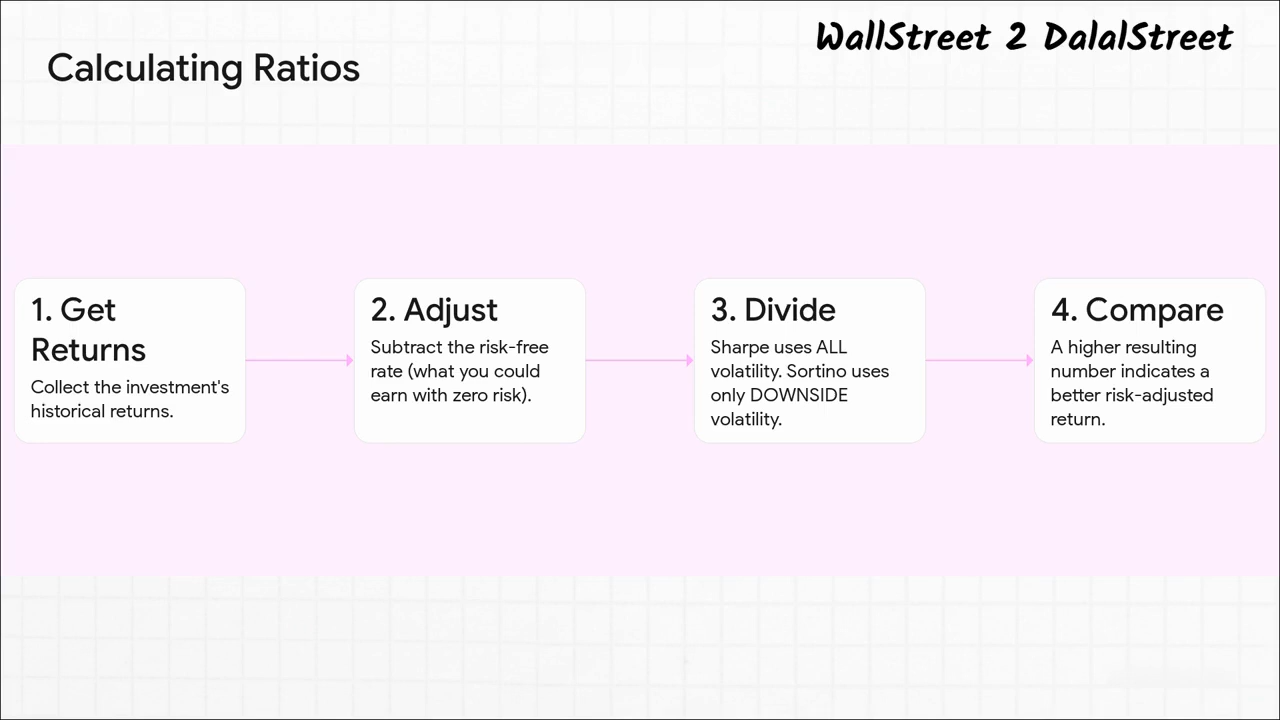 WallStreet 2 DalalStreet
Calculating Ratios
1. Get
Returns
Collect the investment's
historical returns.
2. Adjust
Subtract the risk-free
rate (what you could
earn with zero risk).
3. Divide
Sharpe uses ALL
volatility. Sortino uses
only DOWNSIDE
volatility.
4. Compare
A higher resulting
number indicates a
better risk-adjusted
return.